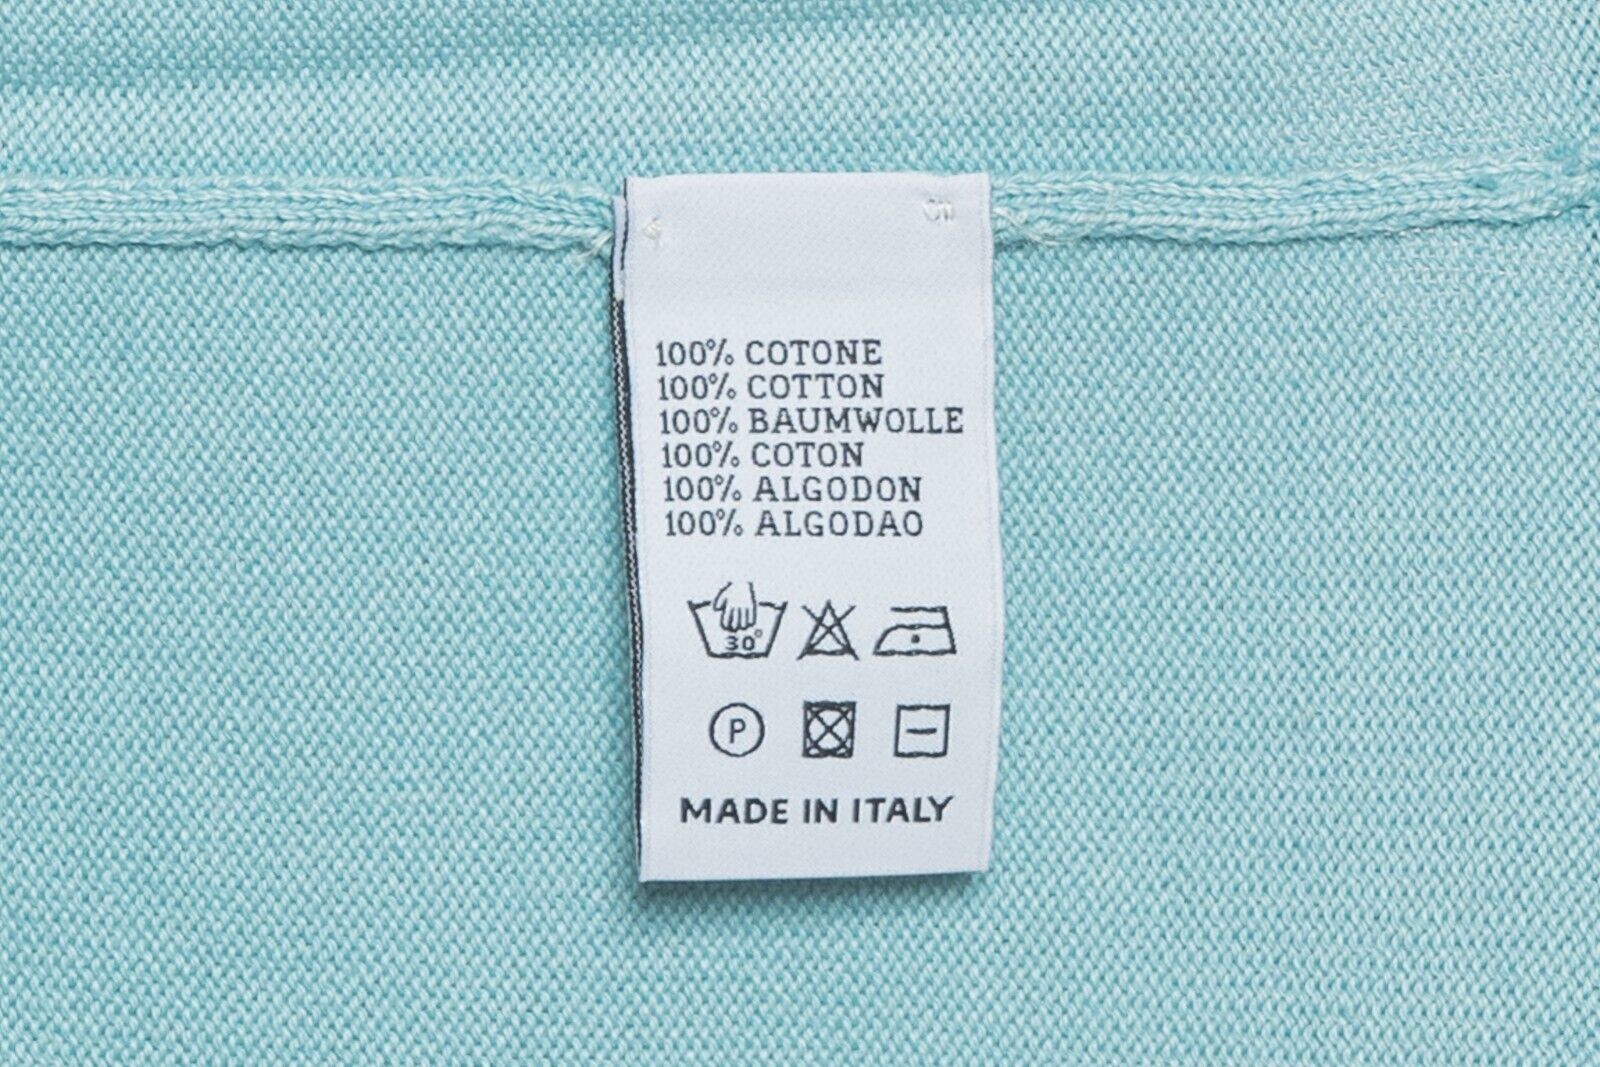 100% COTONE
100% COTTON
100% BAUMWOLLE
100% COTON
100% ALGODON
100% ALGODAO
30°
P
MADE IN ITALY